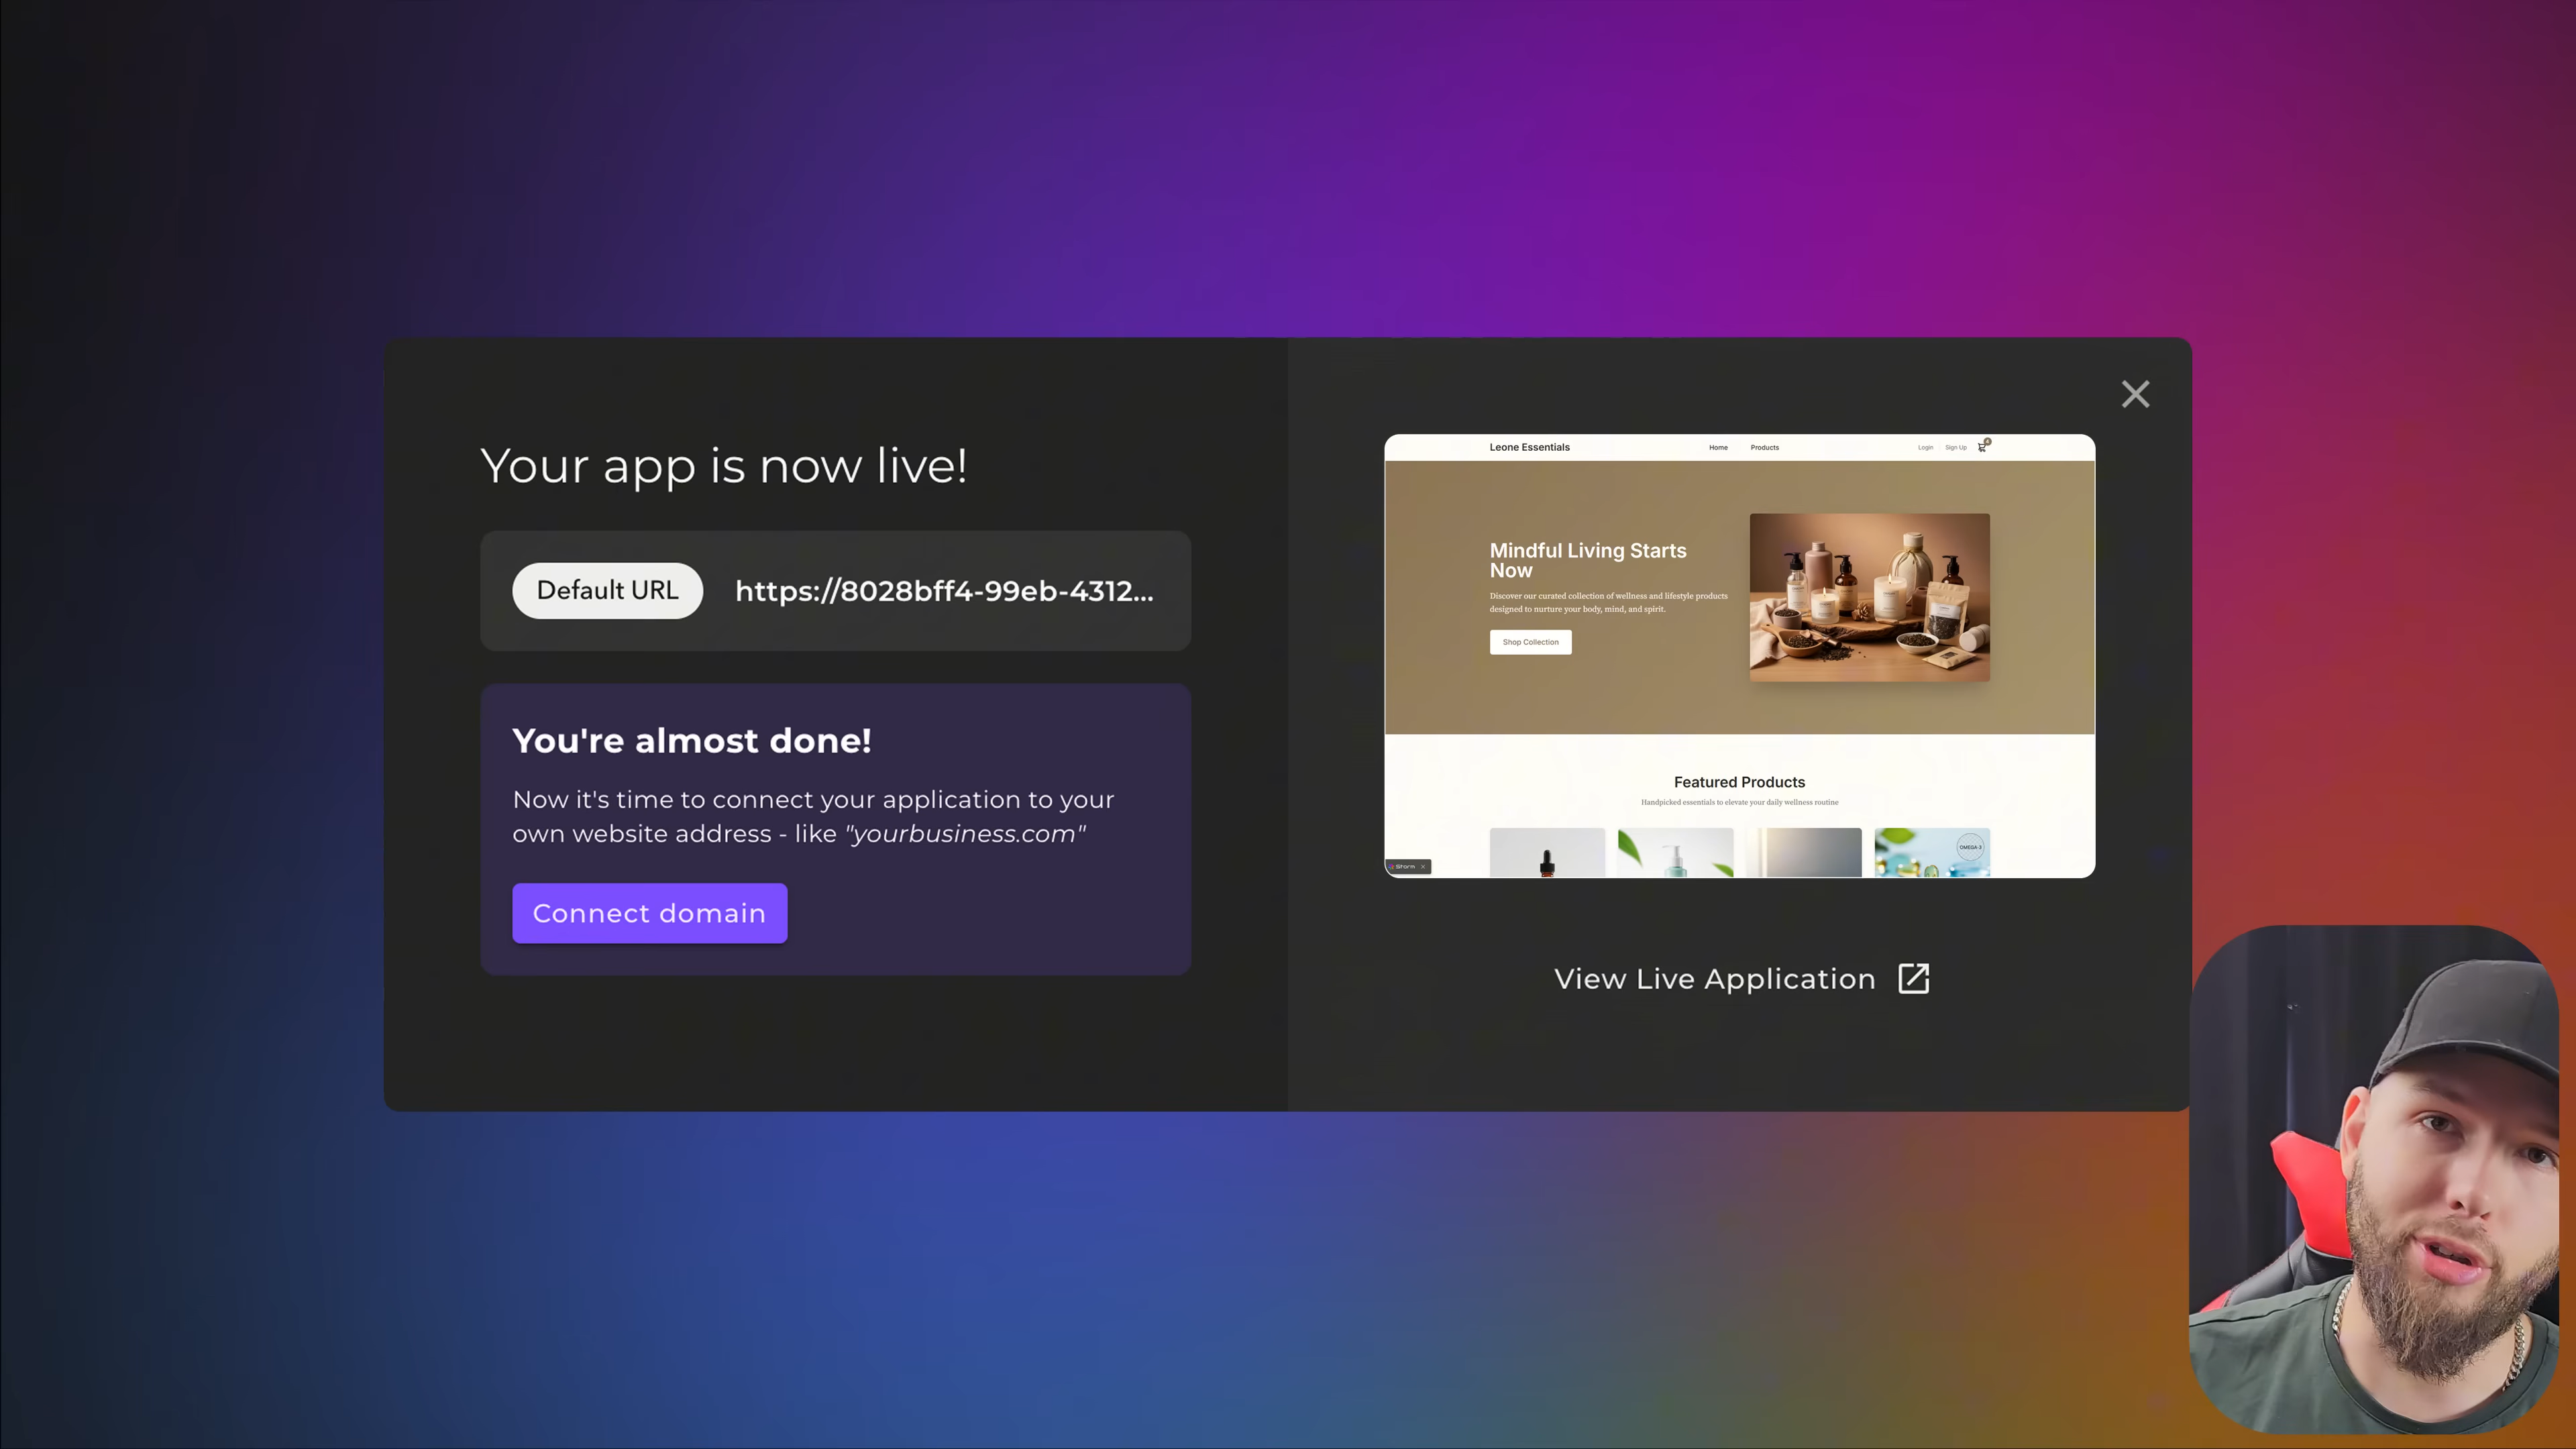 Your app is now live!
Default URL https://8028bff4-99eb-4312...
You're almost done!
Now it's time to connect your application to your
own website address - like "yourbusiness.com"
Connect domain
Leone Essentials Home Products Login Sign Up
Mindful Living Starts
Now
Discover our curated collection of wellness and lifestyle products
designed to nurture your body, mind, and spirit.
Shop Collection
Featured Products
Handpicked essentials to elevate your daily wellness routine
OMEGA-3
Storm
View Live Application